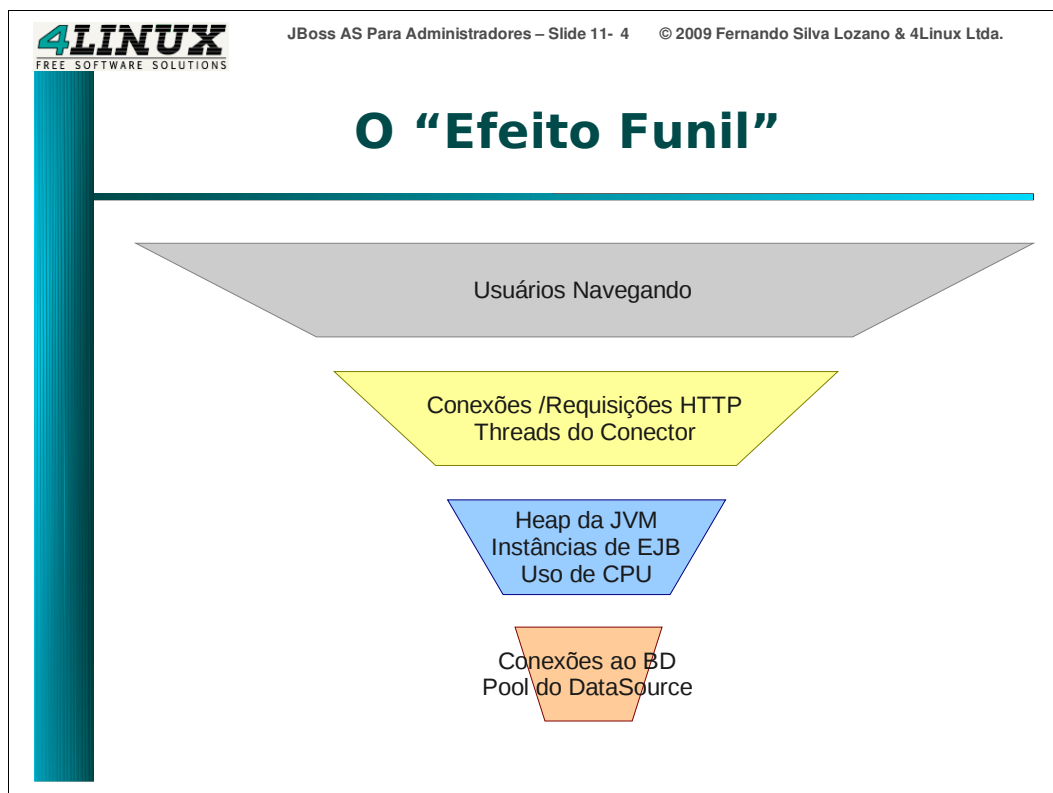 4LINUX
FREE SOFTWARE SOLUTIONS
JBoss AS Para Administradores – Slide 11- 4 © 2009 Fernando Silva Lozano & 4Linux Ltda.
O “Efeito Funil”
Usuários Navegando
Conexões /Requisições HTTP
Threads do Conector
Heap da JVM
Instâncias de EJB
Uso de CPU
Conexões ao BD
Pool do DataSource